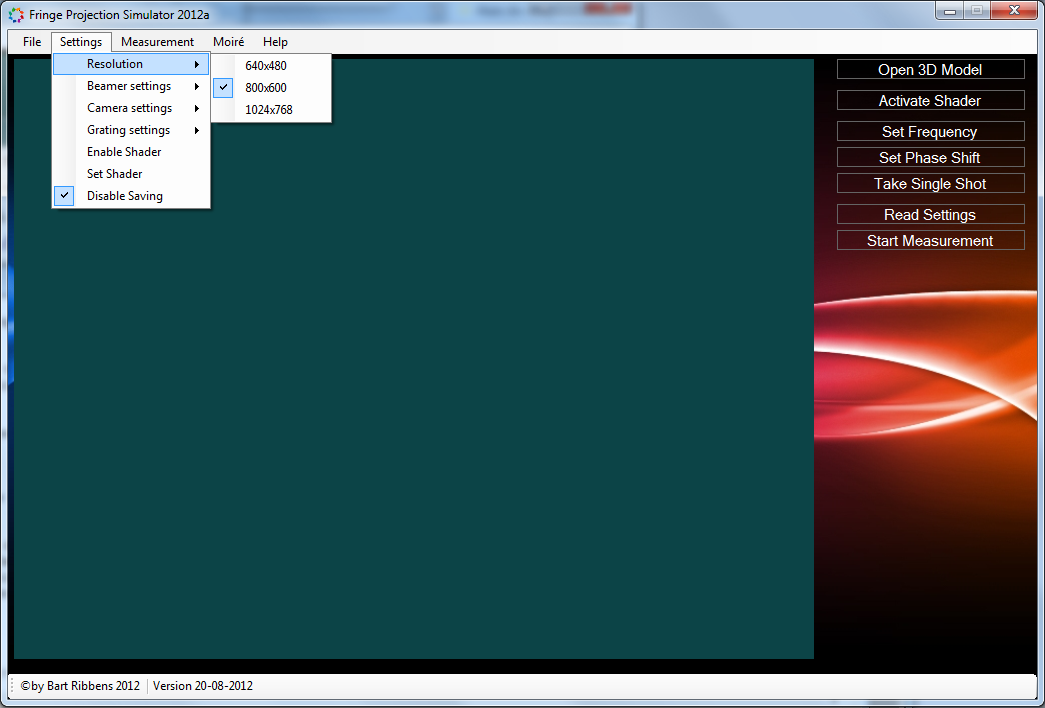 Fringe Projection Simulator 2012a
File Settings Measurement Moiré Help
Resolution
Beamer settings
Camera settings
Grating settings
Enable Shader
Set Shader
Disable Saving
640x480
800x600
1024x768
Open 3D Model
Activate Shader
Set Frequency
Set Phase Shift
Take Single Shot
Read Settings
Start Measurement
©by Bart Ribbens 2012 Version 20-08-2012